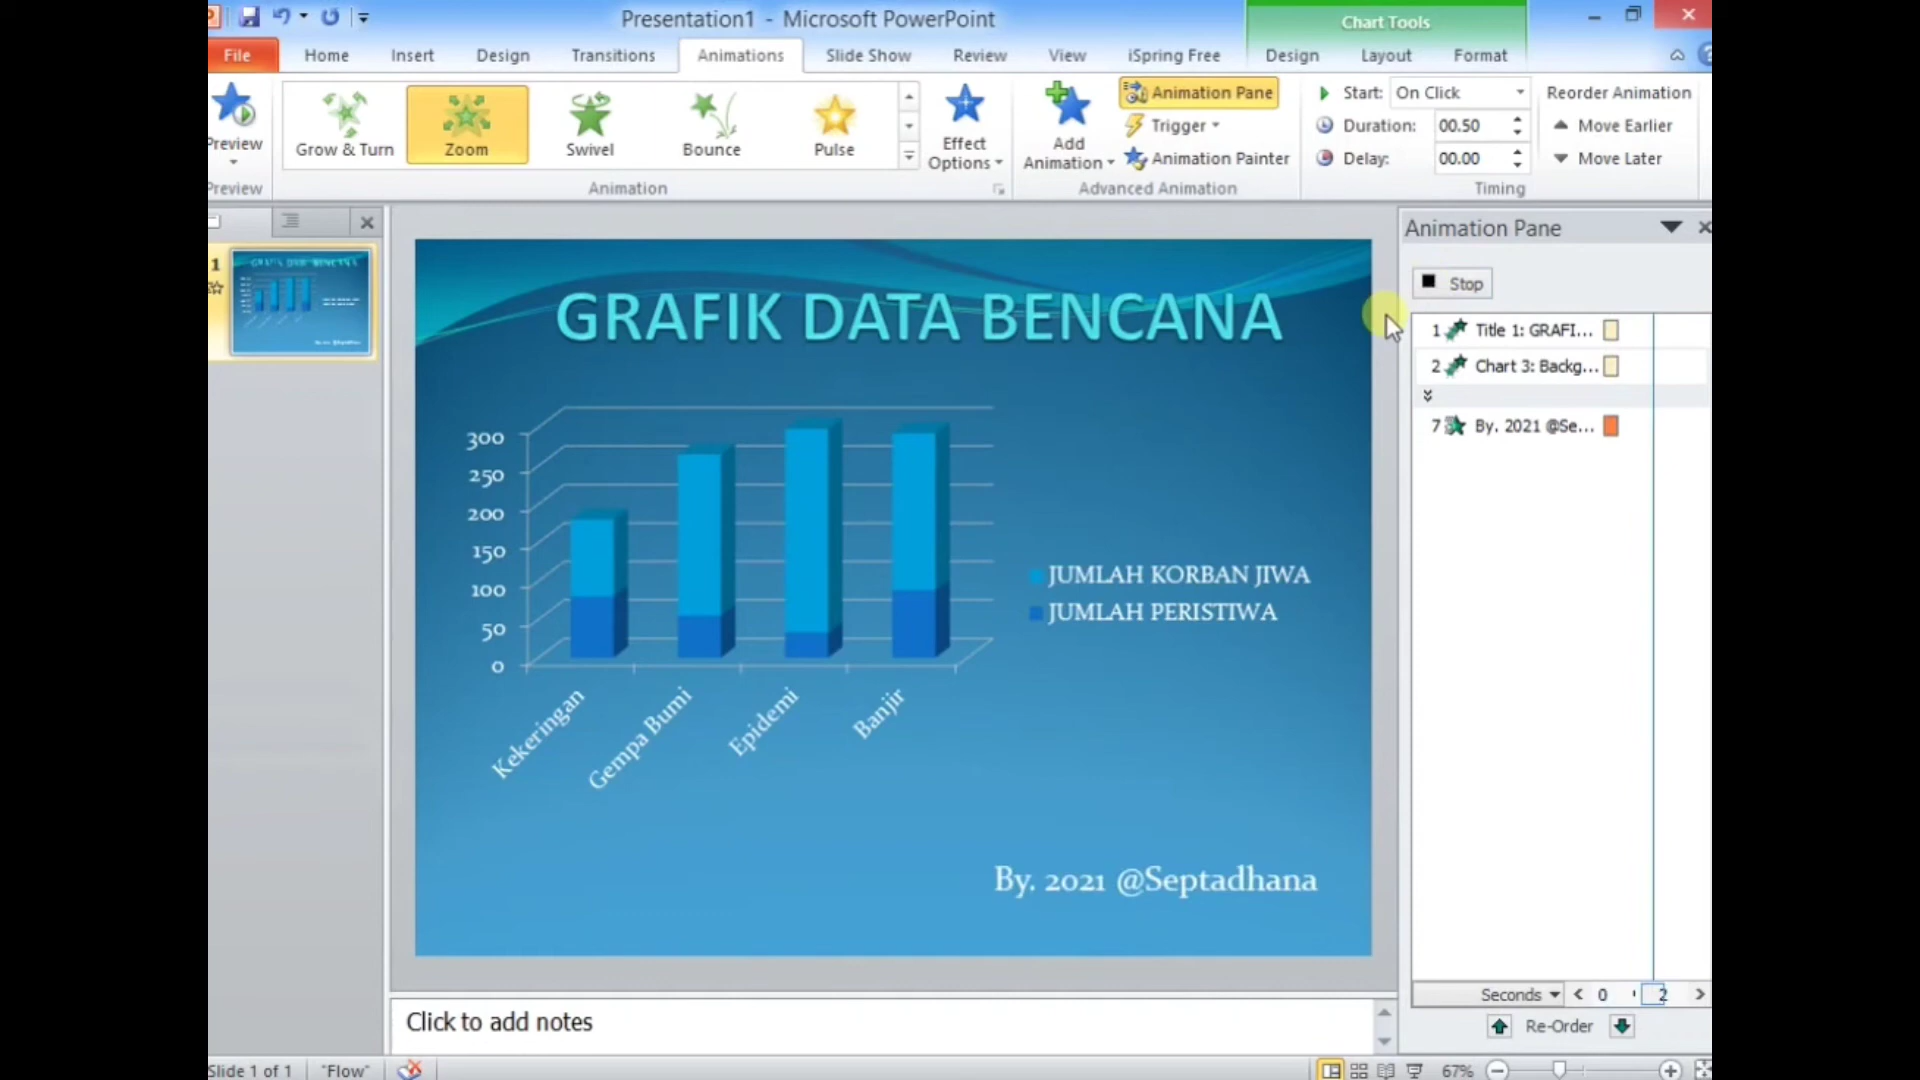 Presentation1 - Microsoft PowerPoint
Chart Tools
File Home Insert Design Transitions Animations Slide Show Review View iSpring Free Design Layout Format
Preview
Grow & Turn
Zoom
Swivel
Bounce
Pulse
Effect
Options
Add
Animation
Animation Pane
Trigger
Animation Painter
Start: On Click
Duration: 00.50
Delay: 00.00
Reorder Animation
Move Earlier
Move Later
Preview
Animation
Advanced Animation
Timing
1
GRAFIK DATA BENCANA
300
250
200
150
100
50
0
Kekeringan
Gempa Bumi
Epidemi
Banjir
JUMLAH KORBAN JIWA
JUMLAH PERISTIWA
By. 2021 @Septadhana
Animation Pane
Stop
1 Title 1: GRAFI...
2 Chart 3: Backg...
7 By. 2021 @Se...
Seconds 0 2
Re-Order
Click to add notes
Slide 1 of 1 "Flow" 67%